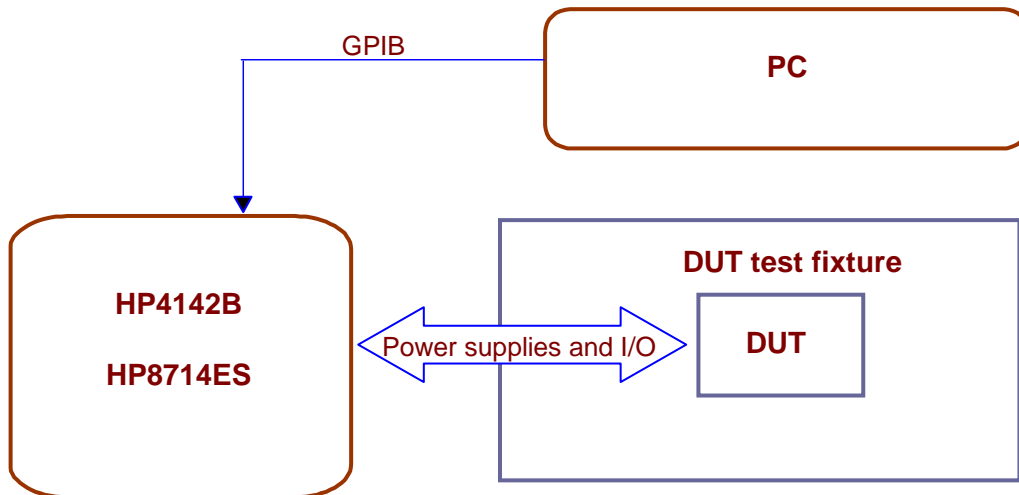 GPIB
PC
DUT test fixture
HP4142B
DUT
Power supplies and I/O
HP8714ES